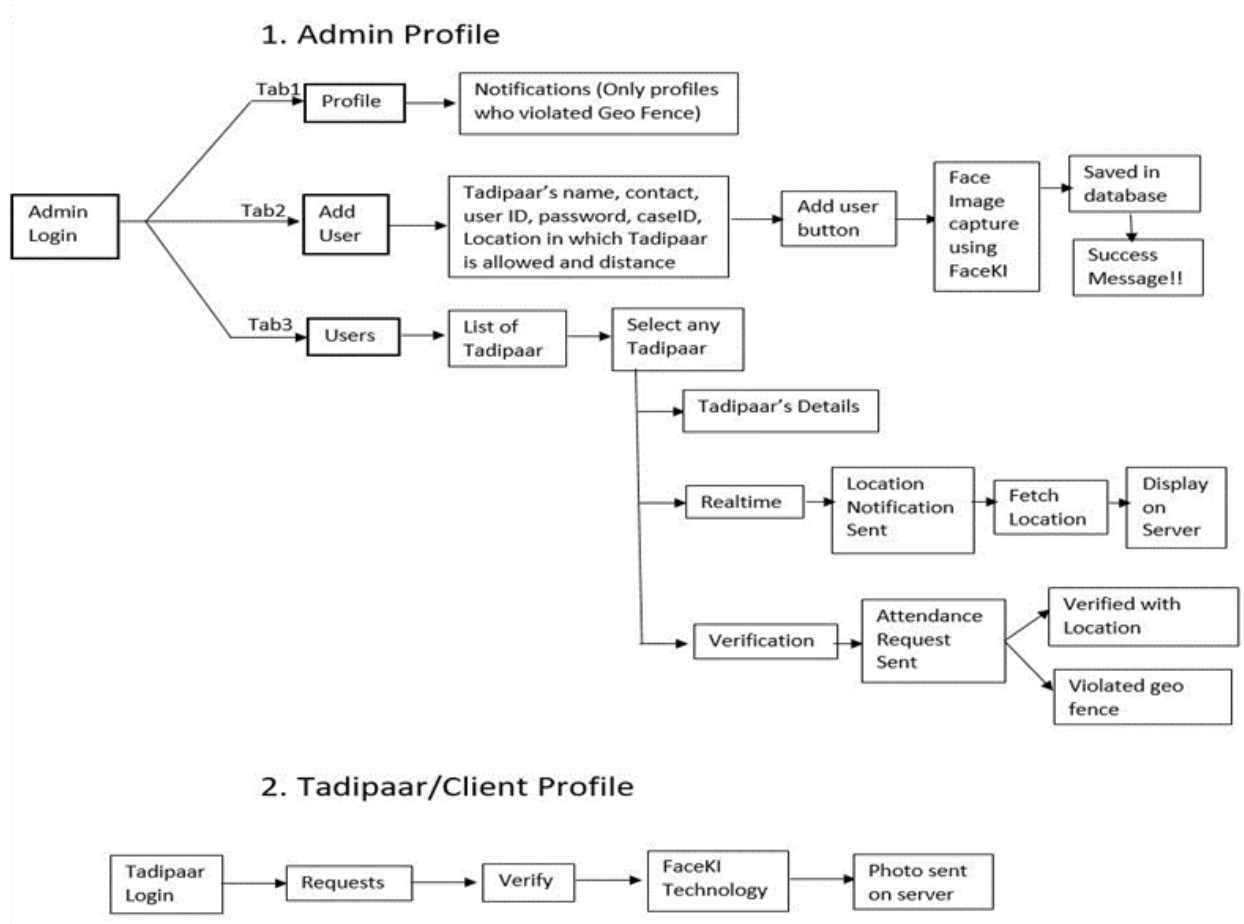 1. Admin Profile
Tab1
Profile
Notifications (Only profiles
who violated Geo Fence)
Admin
Login
Tab2
Add
User
Tadipaar's name, contact,
user ID, password, caseID,
Location in which Tadipaar
is allowed and distance
Add user
button
Face
Image
capture
using
FaceKI
Saved in
database
Success
Message!!
Tab3
Users
List of
Tadipaar
Select any
Tadipaar
Tadipaar's Details
Realtime
Location
Notification
Sent
Fetch
Location
Display
on
Server
Verification
Attendance
Request
Sent
Verified with
Location
Violated geo
fence
2. Tadipaar/Client Profile
Tadipaar
Login
Requests
Verify
FaceKI
Technology
Photo sent
on server